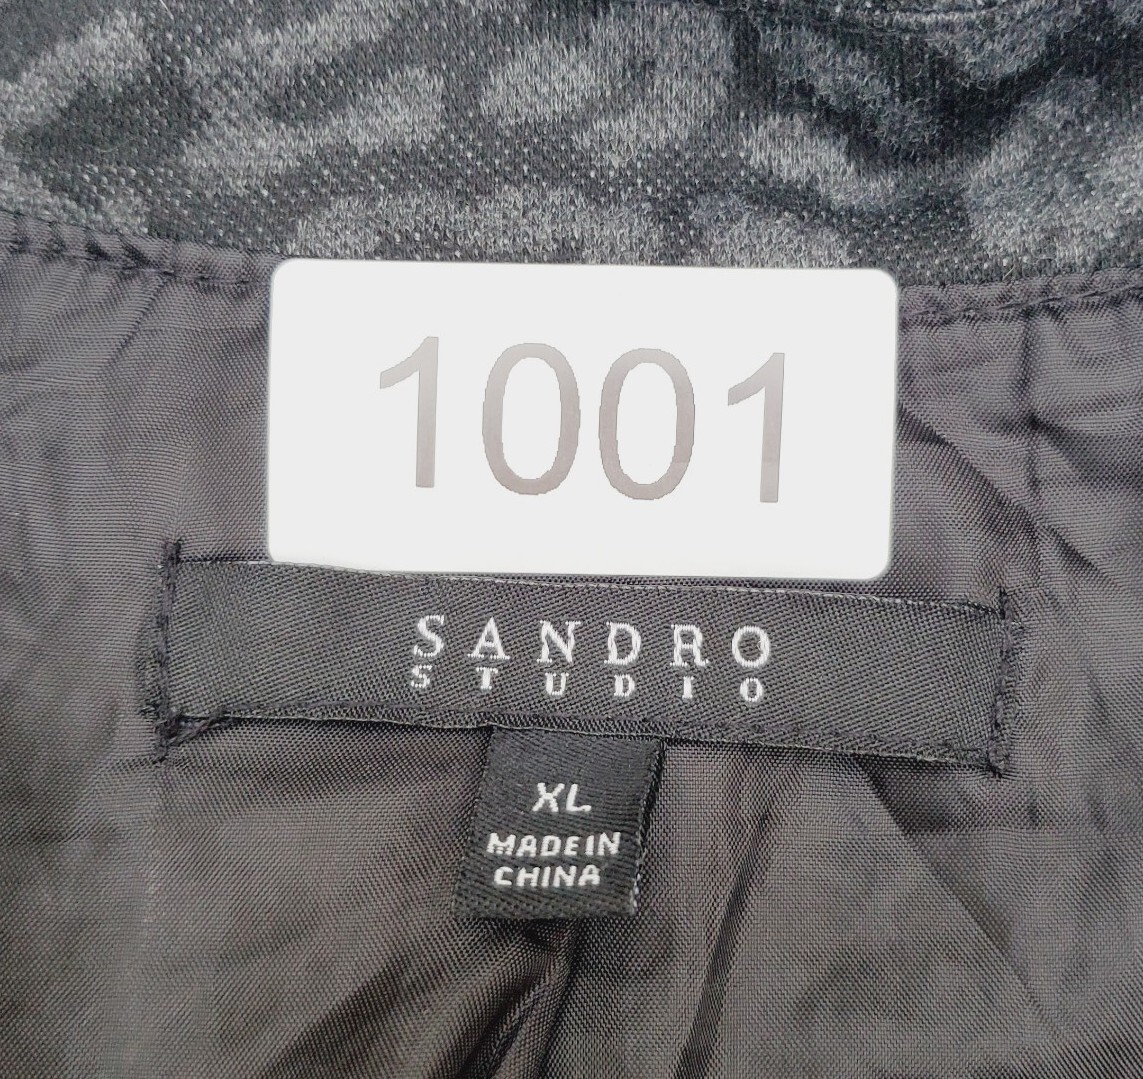 1001
SANDRO
STUDIO
XL
MADE IN
CHINA